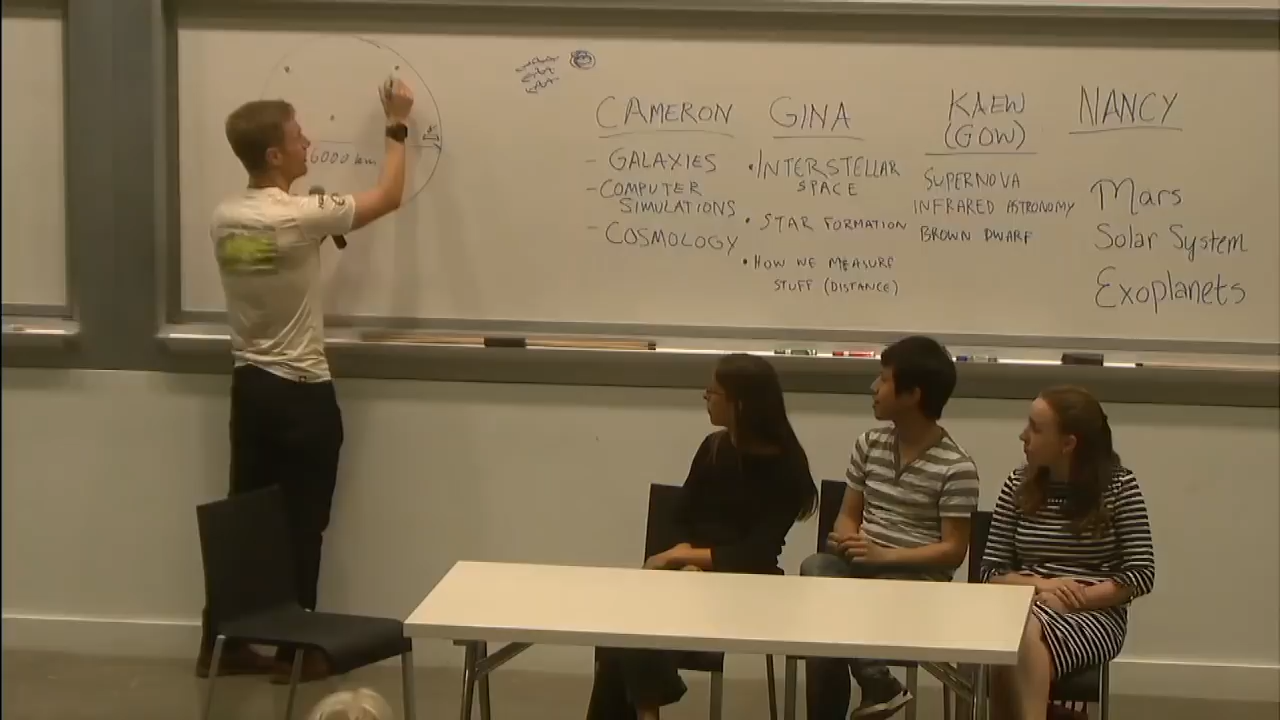 6000 km
CAMERON
- GALAXIES
- COMPUTER
SIMULATIONS
- COSMOLOGY
GINA
• INTERSTELLAR
SPACE
• STAR FORMATION
• HOW WE MEASURE
STUFF (DISTANCE)
KAEW
(GOW)
SUPERNOVA
INFRARED ASTRONOMY
BROWN DWARF
NANCY
Mars
Solar System
Exoplanets